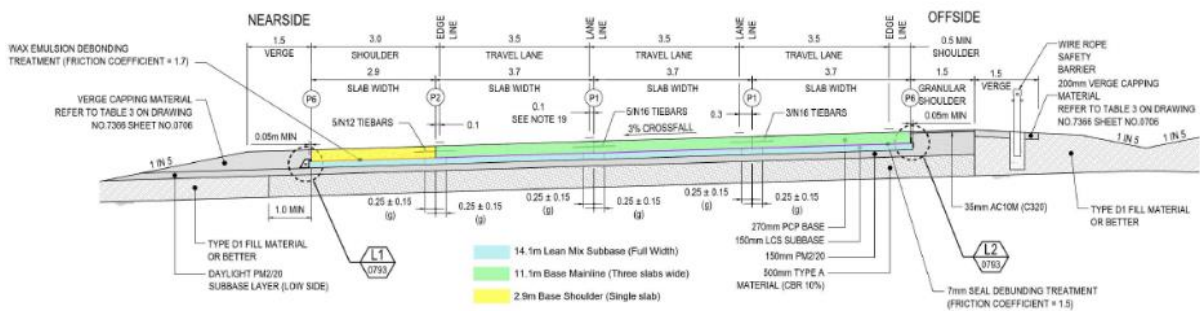 NEARSIDE
OFFSIDE
1.5
VERGE
3.0
SHOULDER
EDGE
LINE
3.5
TRAVEL LANE
LANE
LINE
3.5
TRAVEL LANE
LANE
LINE
3.5
TRAVEL LANE
EDGE
LINE
0.5 MIN
SHOULDER
WAX EMULSION DEBONDING
TREATMENT (FRICTION COEFFICIENT = 1.7)
2.9
SLAB WIDTH
3.7
SLAB WIDTH
3.7
SLAB WIDTH
3.7
SLAB WIDTH
1.5
GRANULAR
SHOULDER
1.5
VERGE
WIRE ROPE
SAFETY
BARRIER
200mm VERGE CAPPING
MATERIAL
REFER TO TABLE 3 ON DRAWING
NO.7366 SHEET NO.0706
VERGE CAPPING MATERIAL
REFER TO TABLE 3 ON DRAWING
NO.7366 SHEET NO.0706
P6
P2
P1
P1
P6
5/N12 TIEBARS
0.1
0.1
SEE NOTE 19
5/N16 TIEBARS
3% CROSSFALL
0.3
3/N16 TIEBARS
0.05m MIN
0.05m MIN
1 IN 5
1 IN 5
1 IN 5
1.0 MIN
0.25 ± 0.15
(g)
0.25 ± 0.15
(g)
0.25 ± 0.15
(g)
0.25 ± 0.15
(g)
0.25 ± 0.15
(g)
0.25 ± 0.15
(g)
35mm AC10M (C320)
TYPE D1 FILL MATERIAL
OR BETTER
TYPE D1 FILL MATERIAL
OR BETTER
DAYLIGHT PM2/20
SUBBASE LAYER (LOW SIDE)
L1
0793
L2
0793
270mm PCP BASE
150mm LCS SUBBASE
150mm PM2/20
500mm TYPE A
MATERIAL (CBR 10%)
14.1m Lean Mix Subbase (Full Width)
11.1m Base Mainline (Three slabs wide)
2.9m Base Shoulder (Single slab)
7mm SEAL DEBUNDING TREATMENT
(FRICTION COEFFICIENT = 1.5)